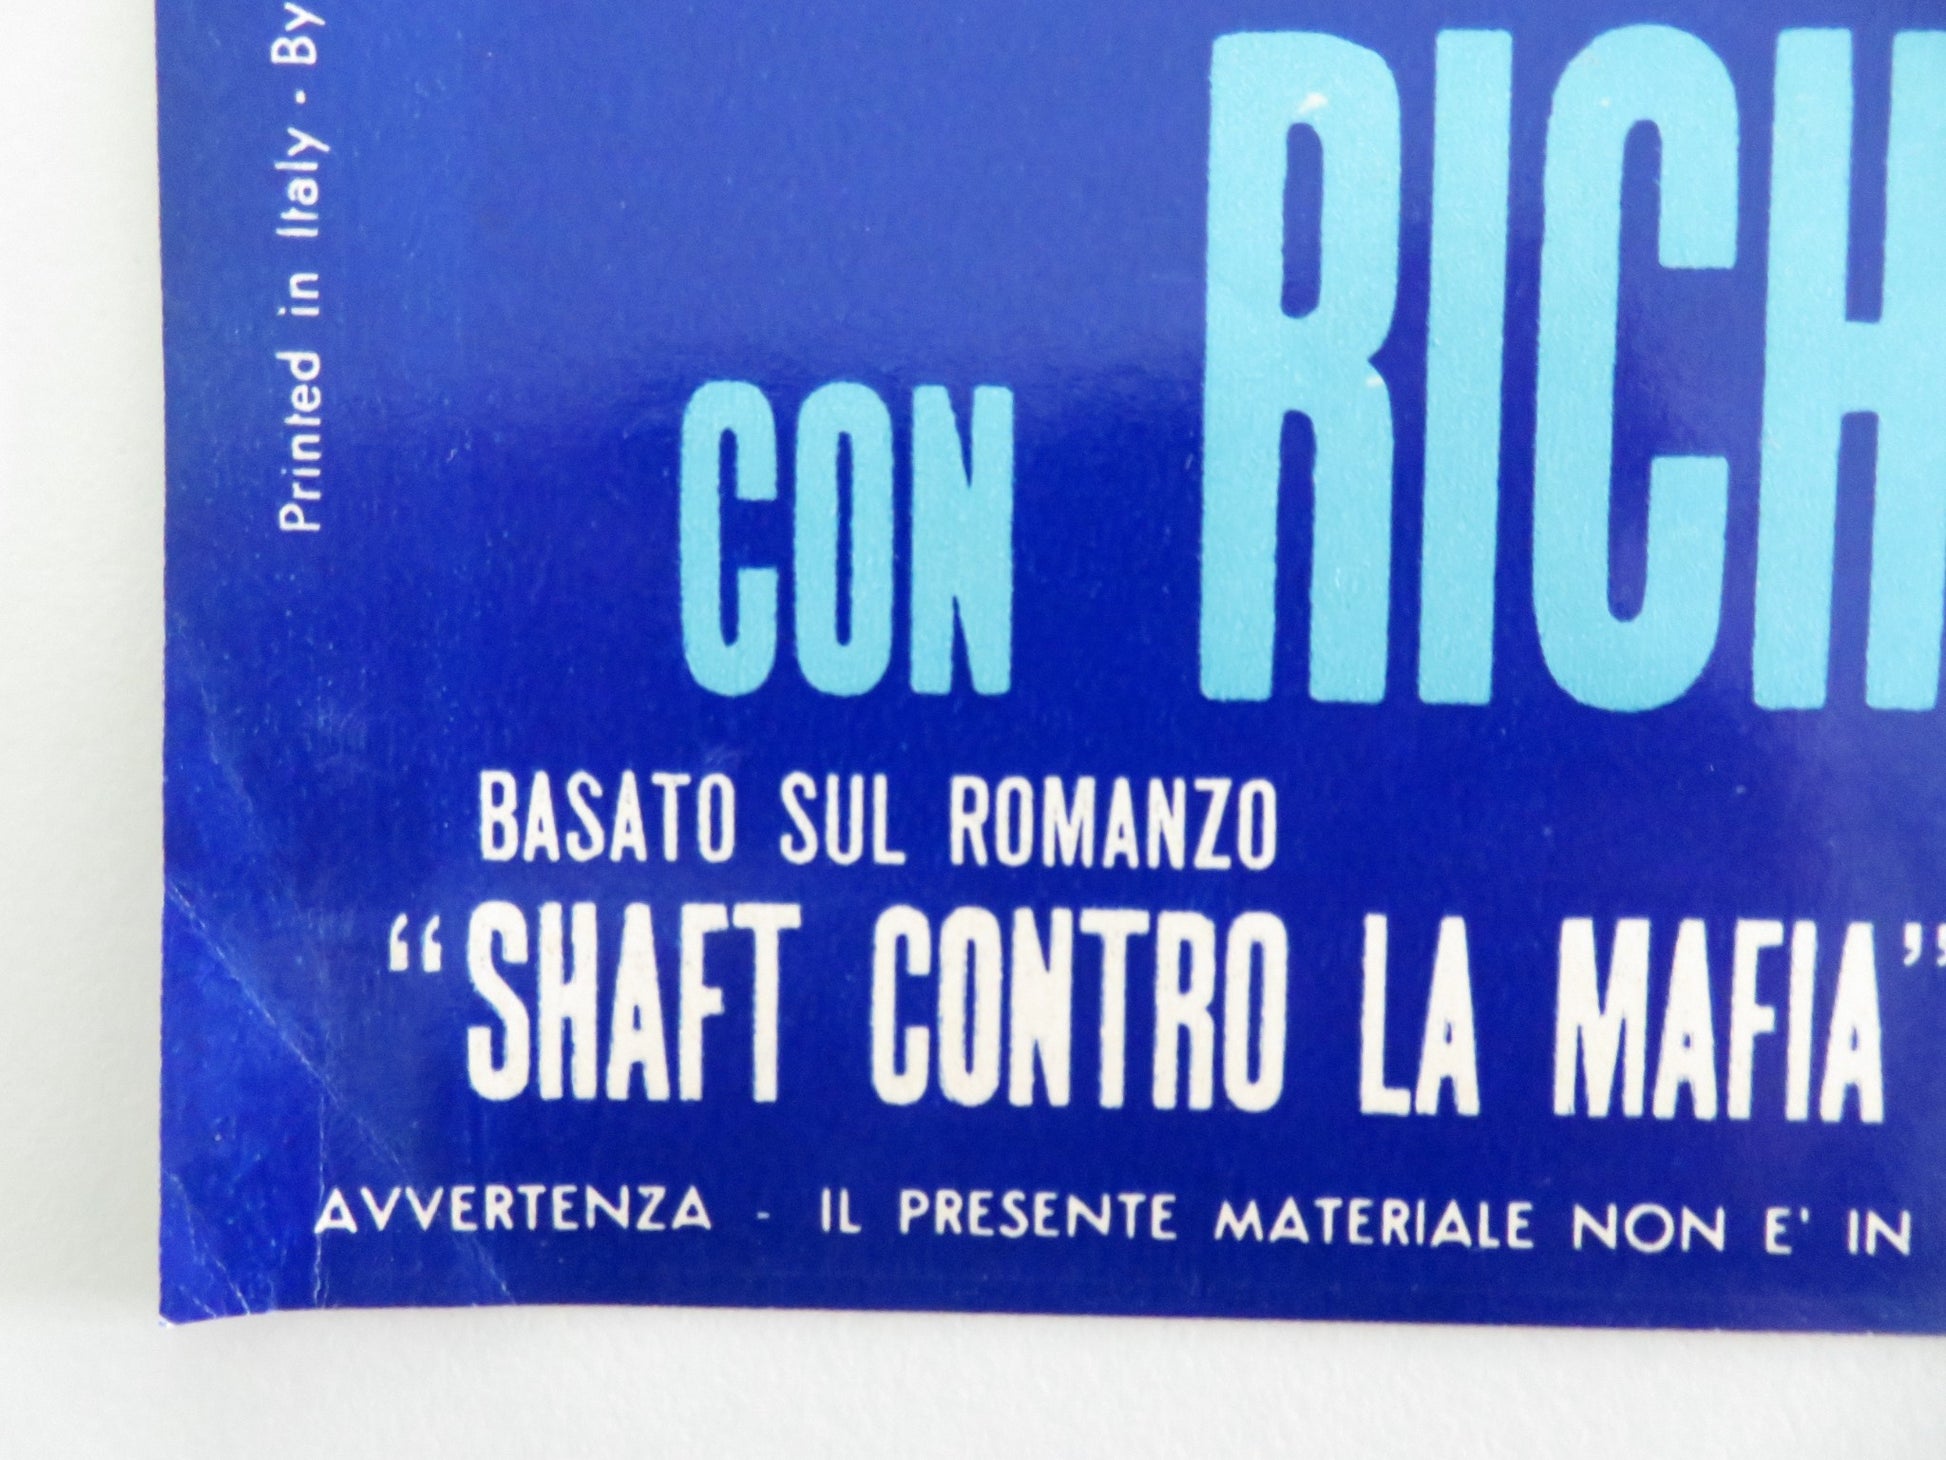 Printed in Italy - By
CON RICH
BASATO SUL ROMANZO
“SHAFT CONTRO LA MAFIA”
AVVERTENZA - IL PRESENTE MATERIALE NON E' IN